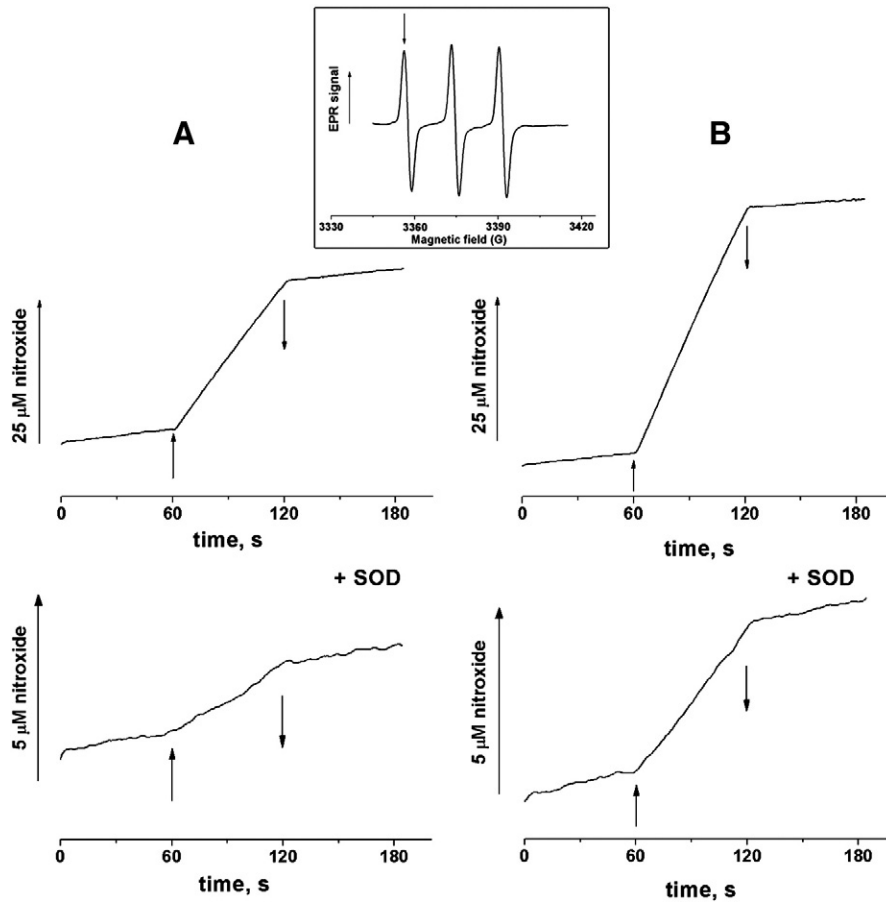 EPR signal
3330 3360 3390 3420
Magnetic field (G)
A
B
25 μM nitroxide
0 60 120 180
time, s
25 μM nitroxide
0 60 120 180
time, s
+ SOD
5 μM nitroxide
0 60 120 180
time, s
+ SOD
5 μM nitroxide
0 60 120 180
time, s